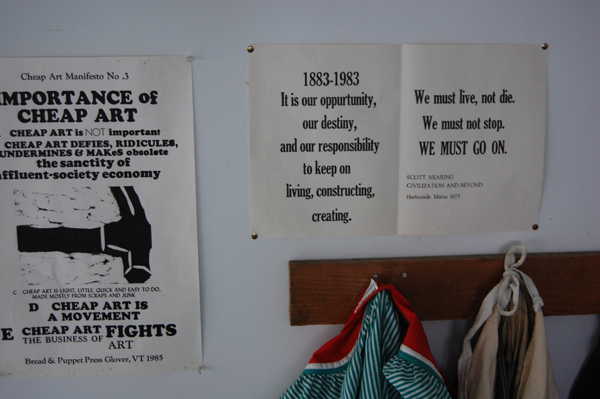 Cheap Art Manifesto No.3
IMPORTANCE of
CHEAP ART
CHEAP ART is NOT important
CHEAP ART DEFIES, RIDICULES,
UNDERMINES & MAKEs obsolete
the sanctity of
affluent-society economy
C CHEAP ART IS LIGHT, LITTLE, QUICK AND EASY TO DO,
MADE MOSTLY FROM SCRAPS AND JUNK
D CHEAP ART IS
A MOVEMENT
E CHEAP ART FIGHTS
THE BUSINESS OF ART
Bread & Puppet Press Glover, VT 1985
1883-1983
It is our oppurtunity,
our destiny,
and our responsibility
to keep on
living, constructing,
creating.
We must live, not die.
We must not stop.
WE MUST GO ON.
SCOTT NEARING
CIVILIZATION AND BEYOND
Harborside Maine 1675